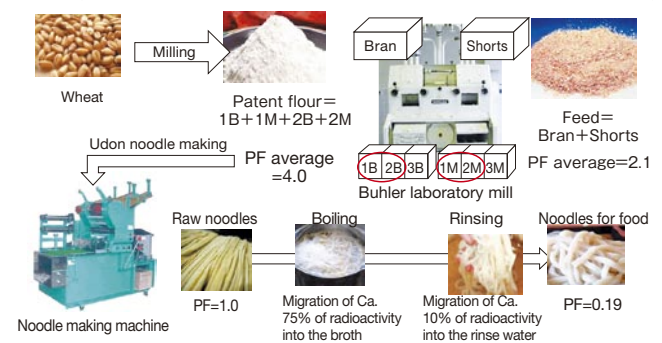 Wheat
Milling
Patent flour=
1B+1M+2B+2M
Bran
Shorts
1B 2B 3B
1M 2M 3M
Buhler laboratory mill
Feed=
Bran+Shorts
PF average=2.1
Udon noodle making
PF average
=4.0
Noodle making machine
Raw noodles
PF=1.0
Boiling
Migration of Ca.
75% of radioactivity
into the broth
Rinsing
Migration of Ca.
10% of radioactivity
into the rinse water
Noodles for food
PF=0.19